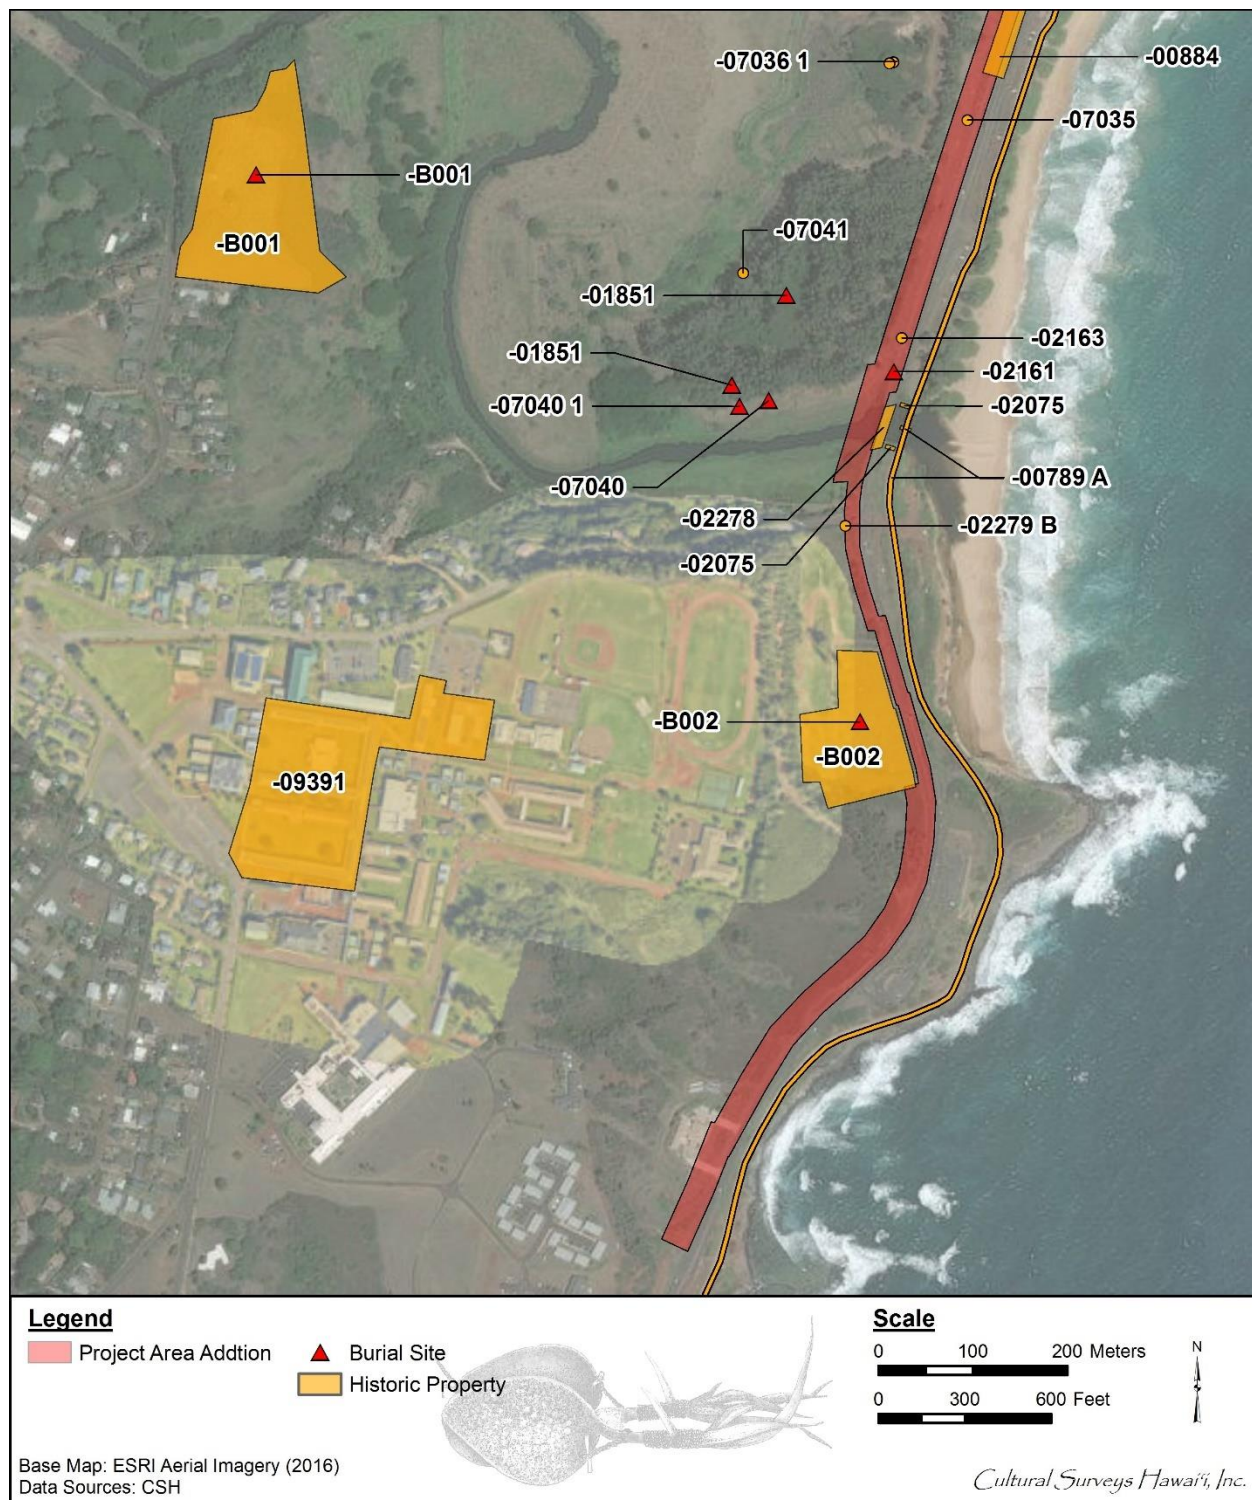 -07036 1
-00884
-07035
-B001
-B001
-07041
-01851
-02163
-01851
-02161
-07040 1
-02075
-00789 A
-07040
-02278
-02279 B
-02075
-B002
-B002
-09391
Legend
Project Area Addtion
Burial Site
Historic Property
Base Map: ESRI Aerial Imagery (2016)
Data Sources: CSH
Scale
0 100 200 Meters
0 300 600 Feet
N
Cultural Surveys Hawai‘i, Inc.